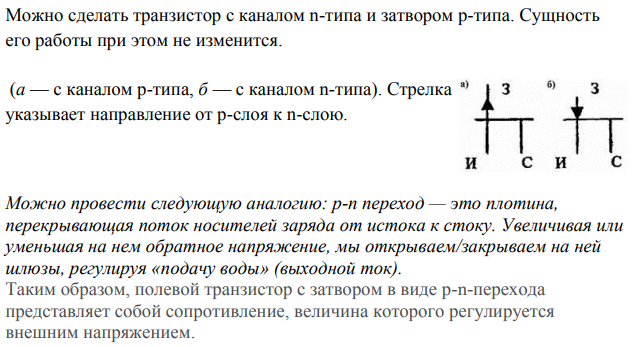 Можно сделать транзистор с каналом n-типа и затвором p-типа. Сущность
его работы при этом не изменится.
(а — с каналом p-типа, б — с каналом n-типа). Стрелка
указывает направление от p-слоя к n-слою.
а) З б) З
И С И С
Можно провести следующую аналогию: p-n переход — это плотина,
перекрывающая поток носителей заряда от истока к стоку. Увеличивая или
уменьшая на нем обратное напряжение, мы открываем/закрываем на ней
шлюзы, регулируя «подачу воды» (выходной ток).
Таким образом, полевой транзистор с затвором в виде p-n-перехода
представляет собой сопротивление, величина которого регулируется
внешним напряжением.